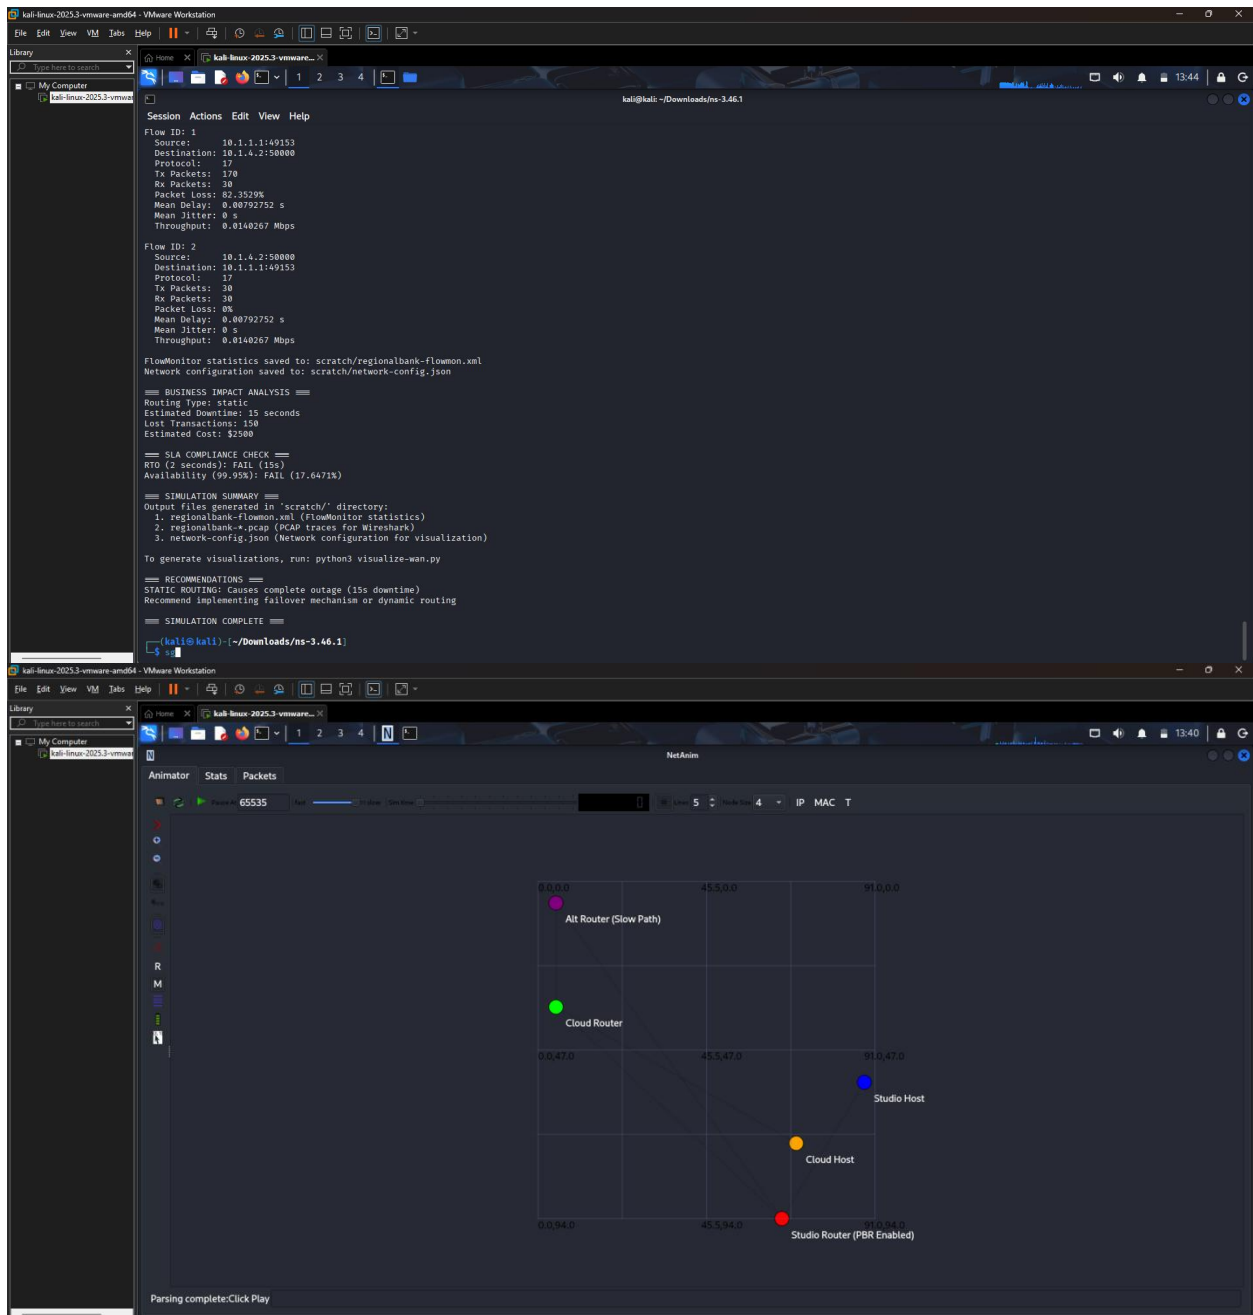 kali-linux-2025.3-vmware-amd64 - VMware Workstation
File Edit View VM Tabs Help
Library
Type here to search
My Computer
kali-linux-2025.3-vmwar
Home
kali-linux-2025.3-vmware...
1 2 3 4
13:44
kali@kali: ~/Downloads/ns-3.46.1
Session Actions Edit View Help
Flow ID: 1
Source: 10.1.1.1:49153
Destination: 10.1.4.2:50000
Protocol: 17
Tx Packets: 170
Rx Packets: 30
Packet Loss: 82.3529%
Mean Delay: 0.00792752 s
Mean Jitter: 0 s
Throughput: 0.0140267 Mbps
Flow ID: 2
Source: 10.1.4.2:50000
Destination: 10.1.1.1:49153
Protocol: 17
Tx Packets: 30
Rx Packets: 30
Packet Loss: 0%
Mean Delay: 0.00792752 s
Mean Jitter: 0 s
Throughput: 0.0140267 Mbps
FlowMonitor statistics saved to: scratch/regionalbank-flowmon.xml
Network configuration saved to: scratch/network-config.json
=== BUSINESS IMPACT ANALYSIS ===
Routing Type: static
Estimated Downtime: 15 seconds
Lost Transactions: 150
Estimated Cost: $2500
=== SLA COMPLIANCE CHECK ===
RTO (2 seconds): FAIL (15s)
Availability (99.95%): FAIL (17.6471%)
=== SIMULATION SUMMARY ===
Output files generated in 'scratch/' directory:
1. regionalbank-flowmon.xml (FlowMonitor statistics)
2. regionalbank-*.pcap (PCAP traces for Wireshark)
3. network-config.json (Network configuration for visualization)
To generate visualizations, run: python3 visualize-wan.py
=== RECOMMENDATIONS ===
STATIC ROUTING: Causes complete outage (15s downtime)
Recommend implementing failover mechanism or dynamic routing
=== SIMULATION COMPLETE ===
(kali㉿kali)-[~/Downloads/ns-3.46.1]
$ sg
kali-linux-2025.3-vmware-amd64 - VMware Workstation
File Edit View VM Tabs Help
Library
Type here to search
My Computer
kali-linux-2025.3-vmwar
Home
kali-linux-2025.3-vmware...
1 2 3 4
N
13:40
N
NetAnim
Animator Stats Packets
Pause At 65535 fast slow Sim time 0 Lines 5 Node Size 4 IP MAC T
R
M
0.0,0.0 45.5,0.0 91.0,0.0
Alt Router (Slow Path)
Cloud Router
0.0,47.0 45.5,47.0 91.0,47.0
Studio Host
Cloud Host
0.0,94.0 45.5,94.0 91.0,94.0
Studio Router (PBR Enabled)
Parsing complete:Click Play